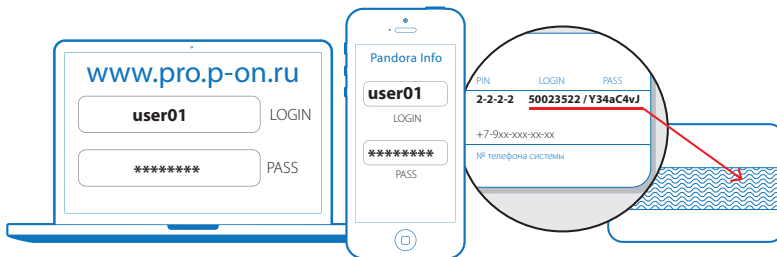 www.pro.p-on.ru
user01
LOGIN
********
PASS
Pandora Info
user01
LOGIN
********
PASS
PIN LOGIN PASS
2-2-2-2 50023522 / Y34aC4vJ
+7-9xx-xxx-xx-xx
№ телефона системы